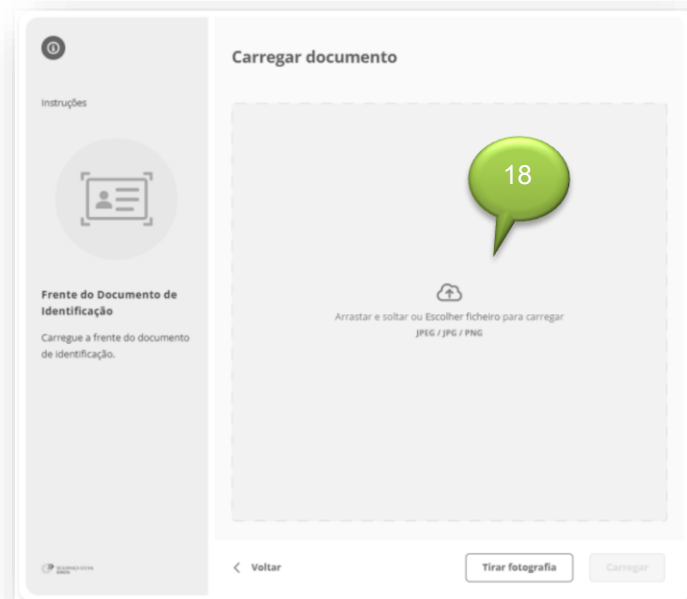 Carregar documento
Instruções
18
Frente do Documento de
Identificação
Carregue a frente do documento
de identificação.
Arrastar e soltar ou Escolher ficheiro para carregar
JPEG / JPG / PNG
Voltar
Tirar fotografia
Carregar